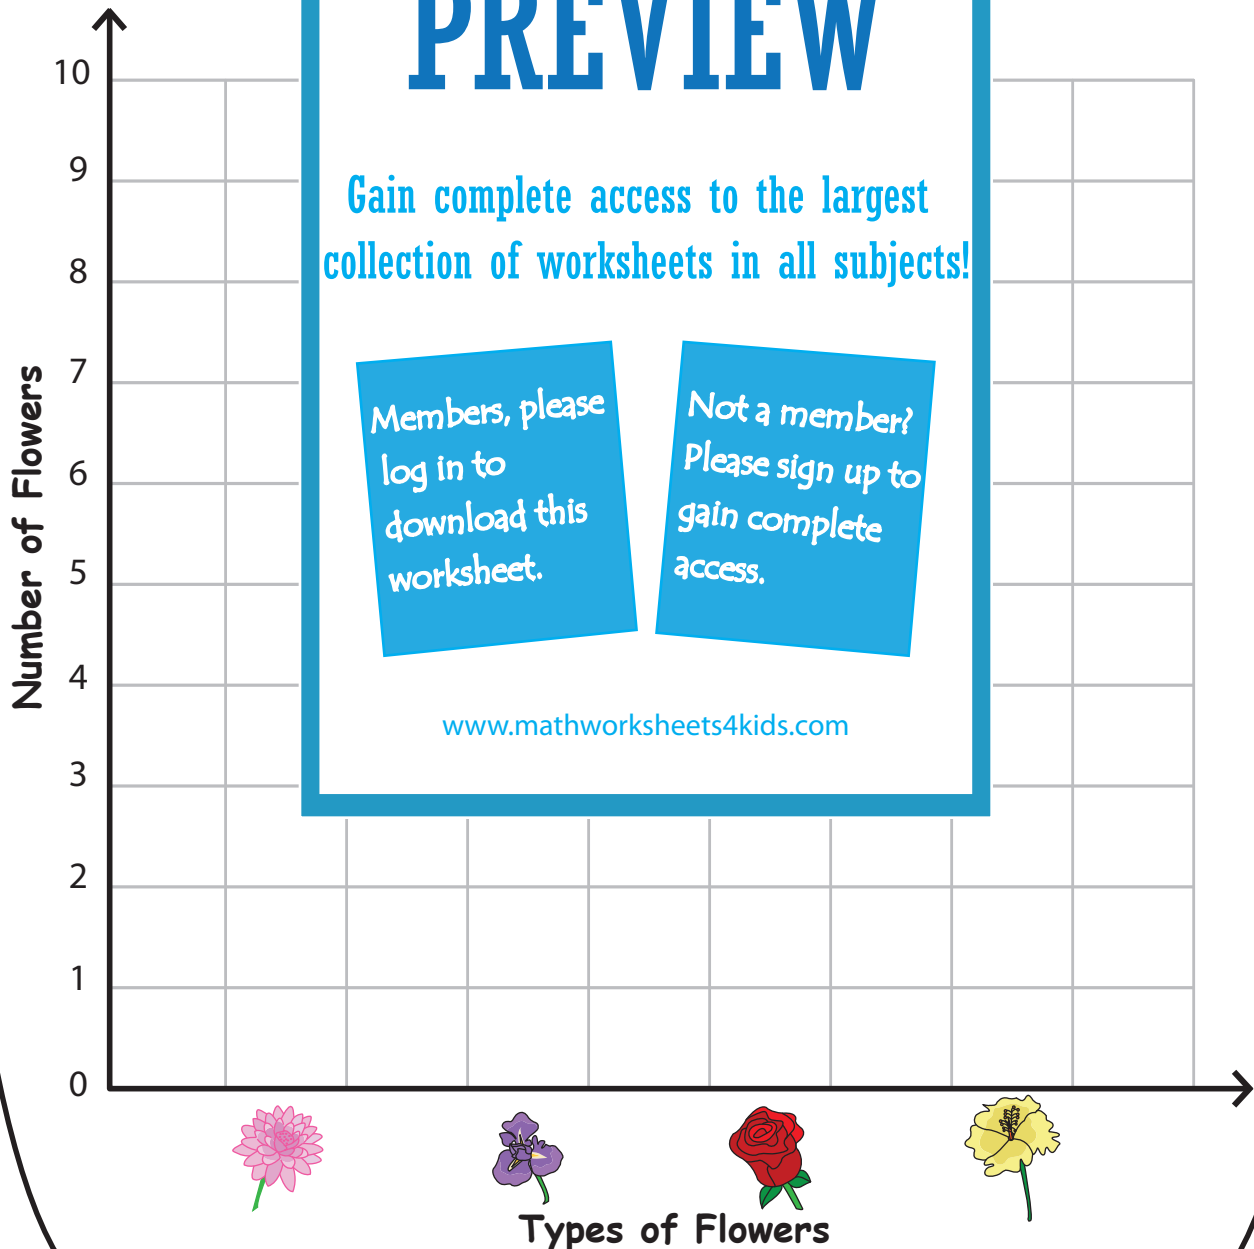 PREVIEW
10
9
Gain complete access to the largest
8
collection of worksheets in all subjects!
7
Members, please
log in to
download this
worksheet.
Not a member?
Please sign up to
gain complete
access.
6
5
4
www.mathworksheets4kids.com
3
2
1
0
Number of Flowers
Types of Flowers